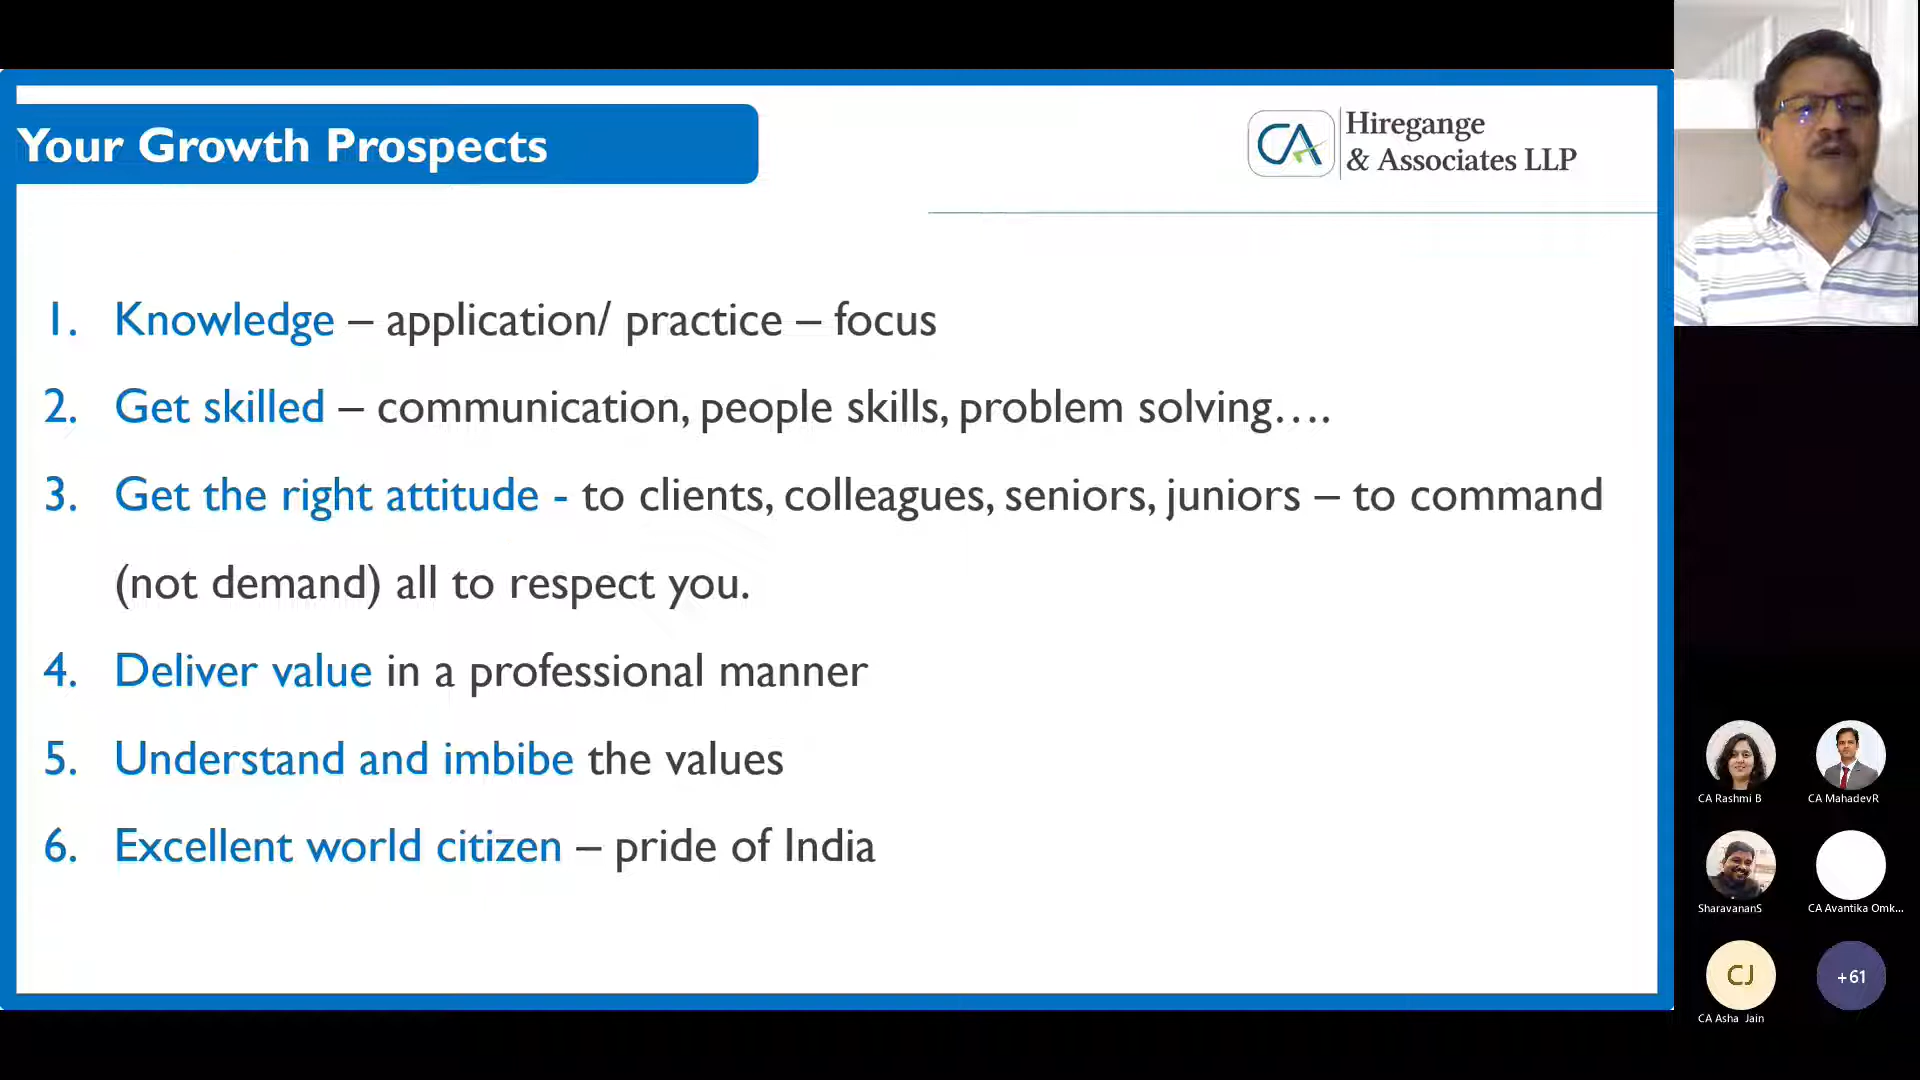 Your Growth Prospects
CA
Hiregange
& Associates LLP
1. Knowledge – application/ practice – focus
2. Get skilled – communication, people skills, problem solving....
3. Get the right attitude - to clients, colleagues, seniors, juniors – to command
(not demand) all to respect you.
4. Deliver value in a professional manner
5. Understand and imbibe the values
6. Excellent world citizen – pride of India
CA Rashmi B
CA MahadevR
SharavananS
CA Avantika Omk...
CJ
+61
CA Asha Jain